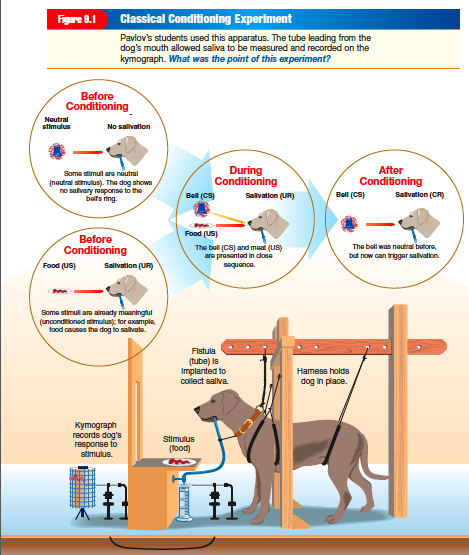 Figure 9.1 Classical Conditioning Experiment
Pavlov's students used this apparatus. The tube leading from the
dog's mouth allowed saliva to be measured and recorded on the
kymograph. What was the point of this experiment?
Before
Conditioning
Neutral
stimulus
No salivation
Some stimuli are neutral
(neutral stimulus). The dog shows
no salivary response to the
bell's ring.
Before
Conditioning
Food (US)
Salivation (UR)
Some stimuli are already meaningful
(unconditioned stimulus); for example,
food causes the dog to salivate.
During
Conditioning
Bell (CS)
Salivation (UR)
Food (US)
The bell (CS) and meat (US)
are presented in close
sequence.
After
Conditioning
Bell (CS)
Salivation (CR)
The bell was neutral before,
but now can trigger salivation.
Fistula
(tube) is
implanted to
collect saliva.
Harness holds
dog in place.
Kymograph
records dog's
response to
stimulus.
Stimulus
(food)